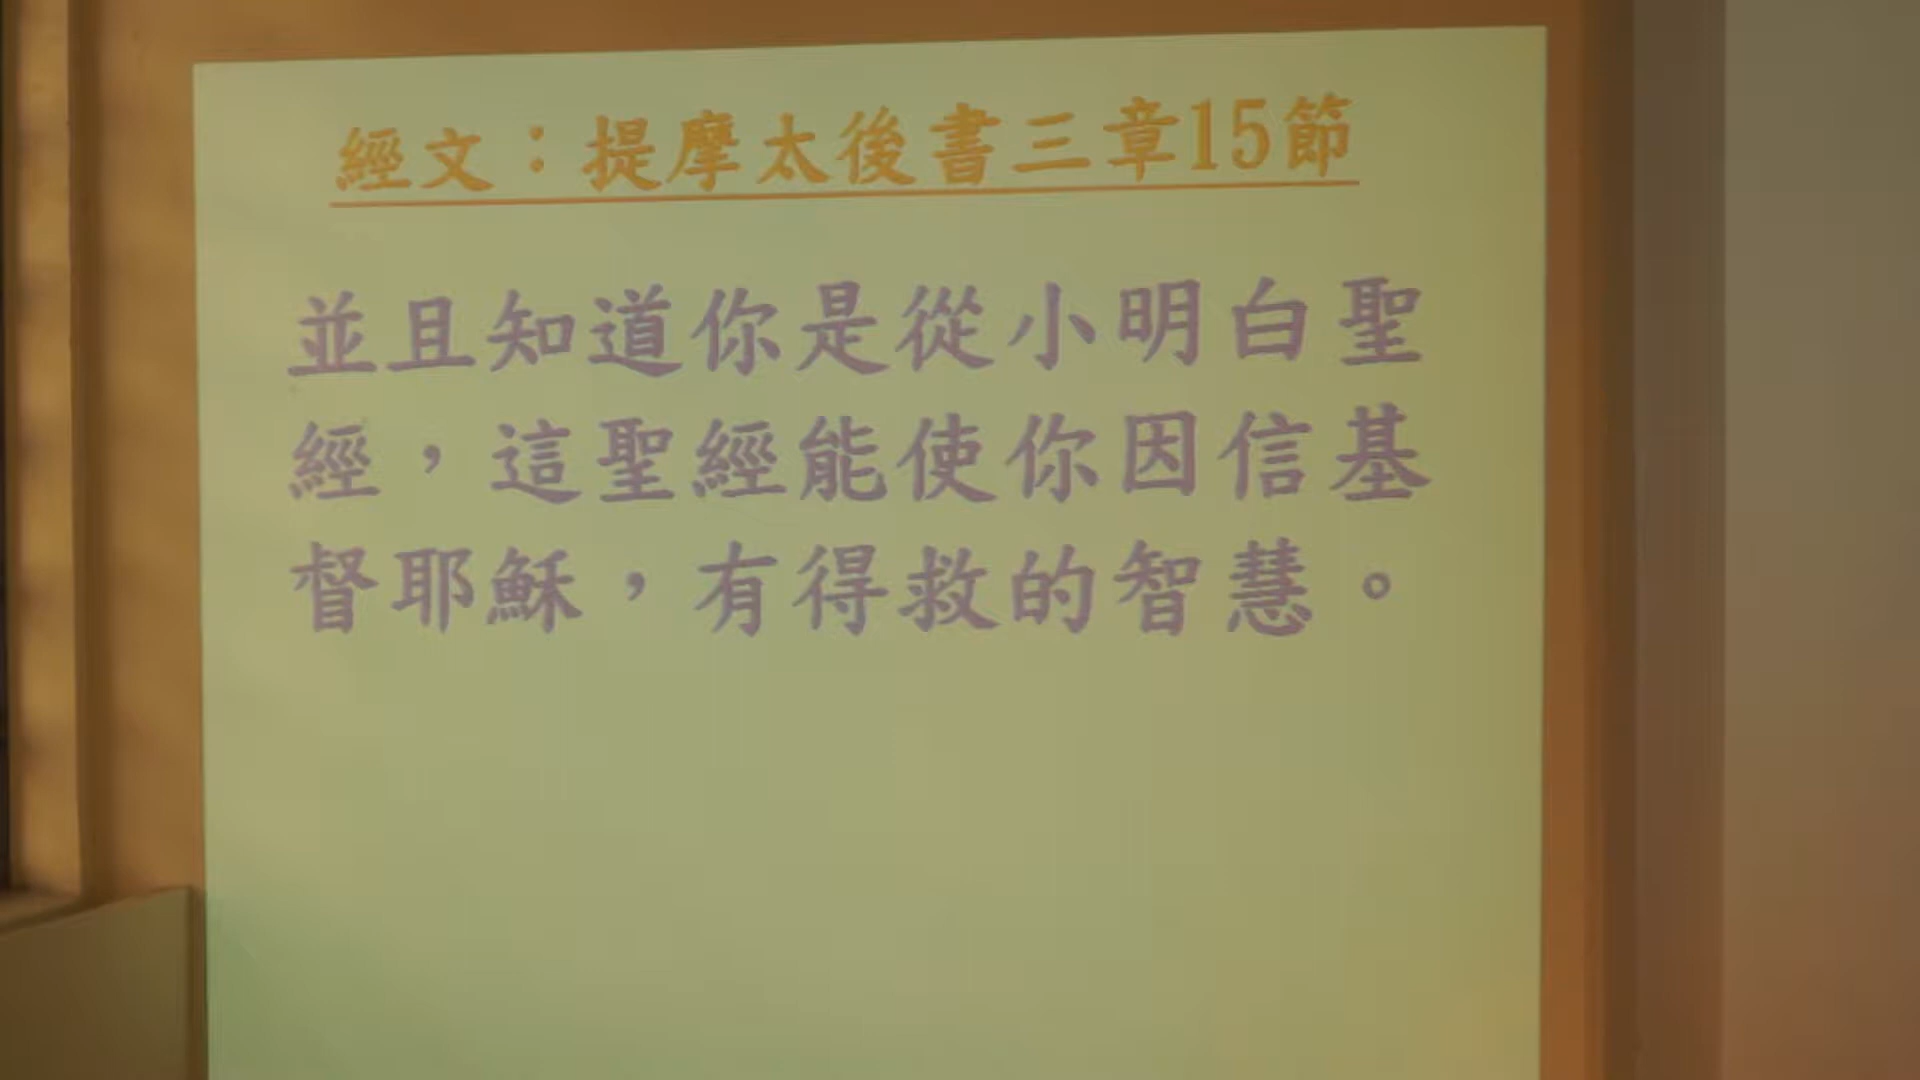 經文：提摩太後書三章15節
並且知道你是從小明白聖
經，這聖經能使你因信基
督耶穌，有得救的智慧。